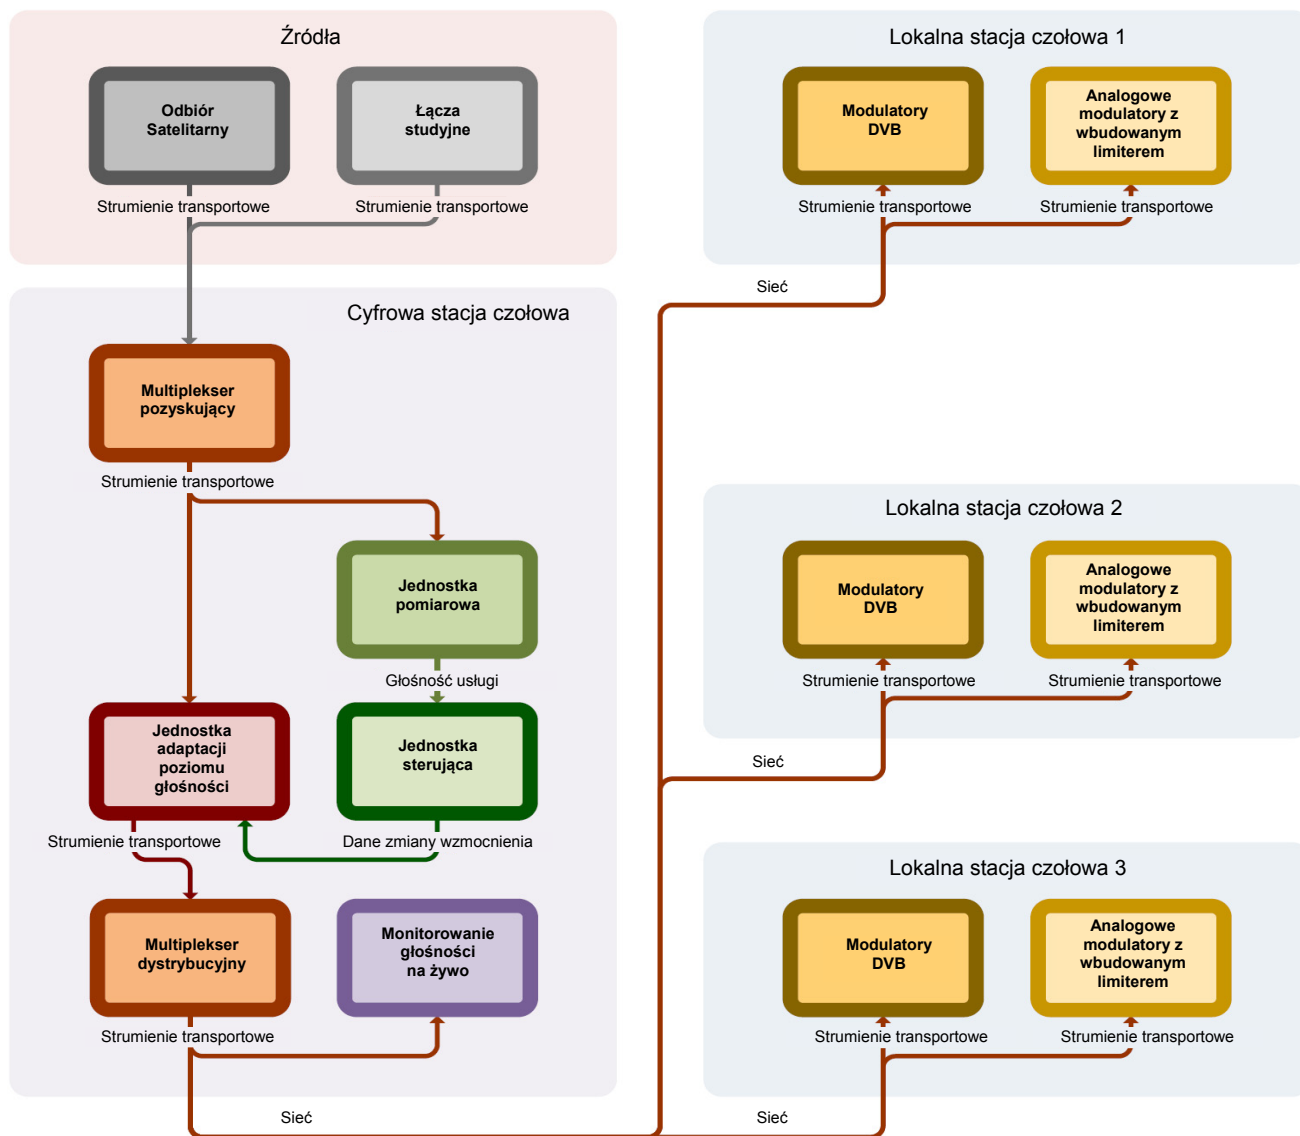 Źródła
Odbiór
Satelitarny
Łącza
studyjne
Strumienie transportowe
Strumienie transportowe
Cyfrowa stacja czołowa
Multiplekser
pozyskujący
Strumienie transportowe
Jednostka
pomiarowa
Głośność usługi
Jednostka
adaptacji
poziomu
głośności
Jednostka
sterująca
Strumienie transportowe
Dane zmiany wzmocnienia
Multiplekser
dystrybucyjny
Monitorowanie
głośności
na żywo
Strumienie transportowe
Sieć
Lokalna stacja czołowa 1
Modulatory
DVB
Analogowe
modulatory z
wbudowanym
limiterem
Strumienie transportowe
Strumienie transportowe
Sieć
Lokalna stacja czołowa 2
Modulatory
DVB
Analogowe
modulatory z
wbudowanym
limiterem
Strumienie transportowe
Strumienie transportowe
Sieć
Lokalna stacja czołowa 3
Modulatory
DVB
Analogowe
modulatory z
wbudowanym
limiterem
Strumienie transportowe
Strumienie transportowe
Sieć